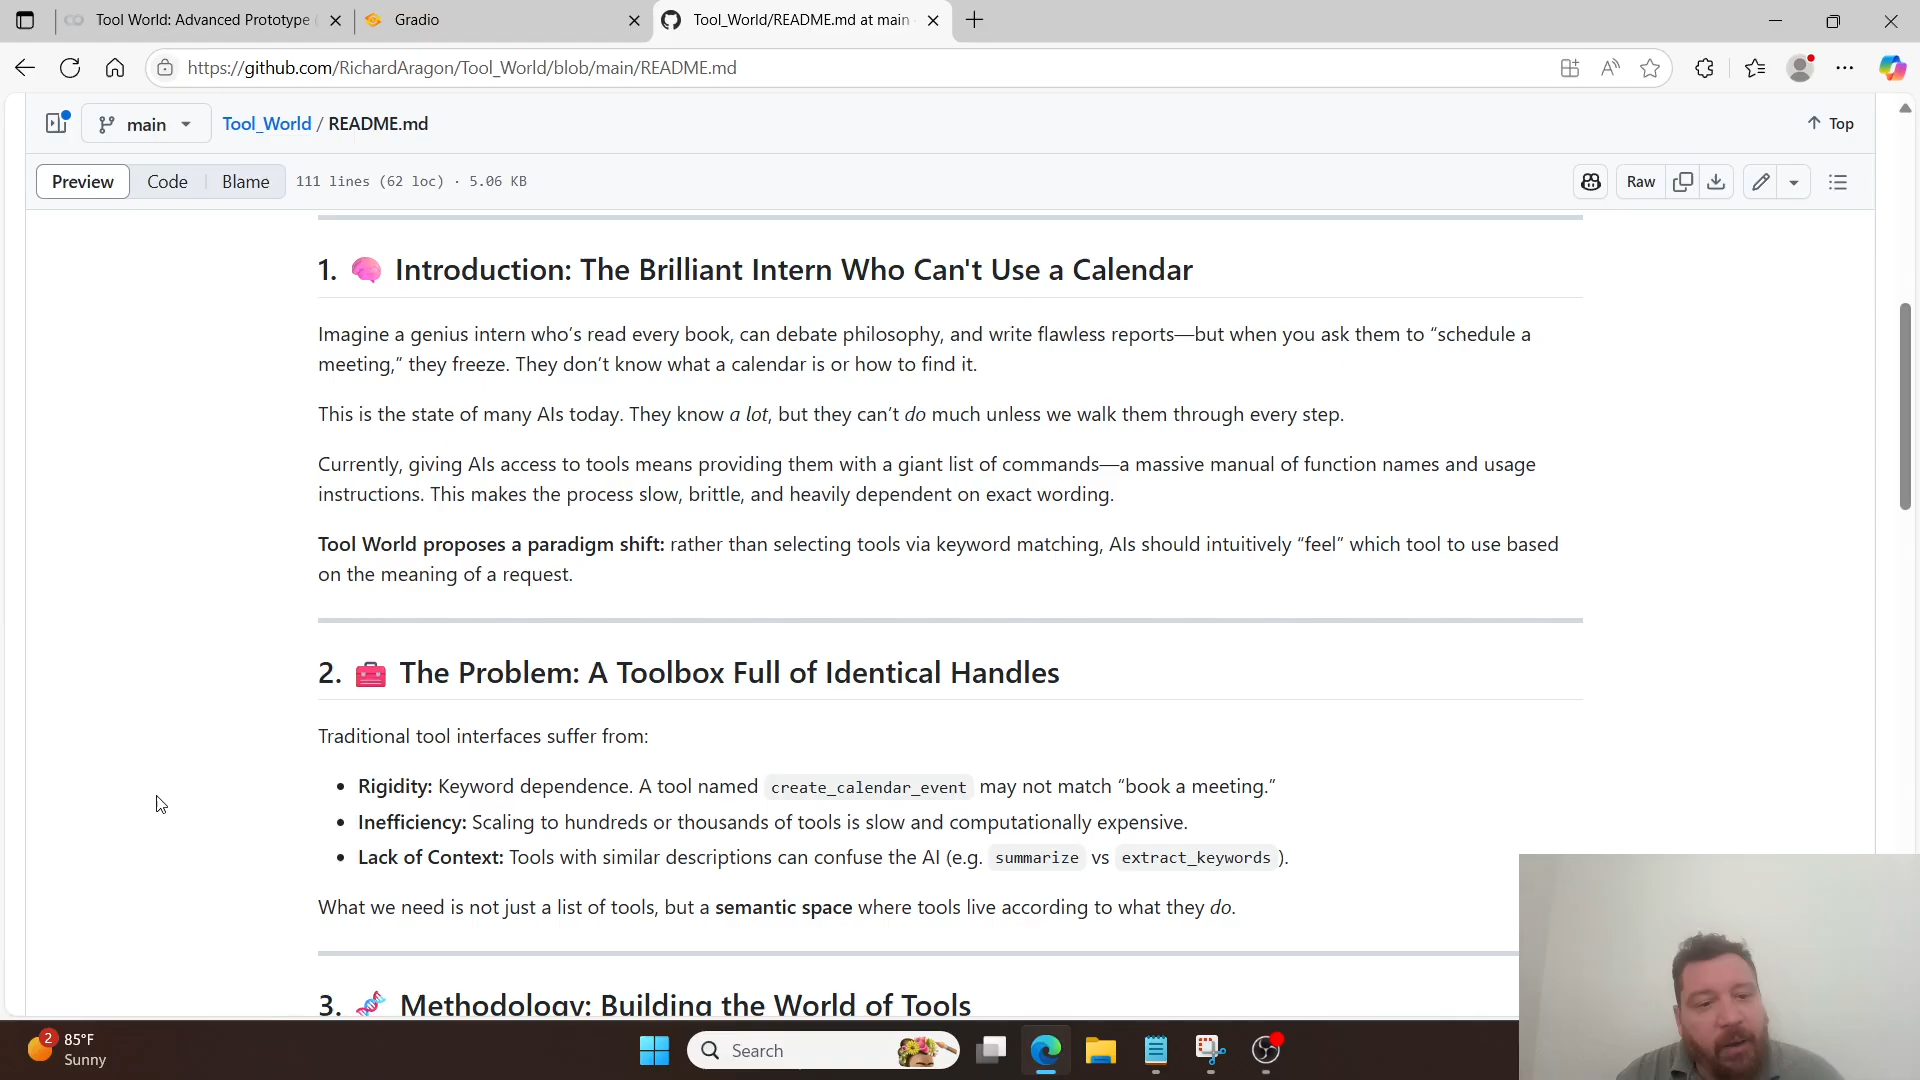 Tool World: Advanced Prototype
Gradio
Tool_World/README.md at main
https://github.com/RichardAragon/Tool_World/blob/main/README.md
main
Tool_World / README.md
Top
Preview
Code
Blame
111 lines (62 loc) · 5.06 KB
Raw
1. 🧠 Introduction: The Brilliant Intern Who Can't Use a Calendar
Imagine a genius intern who’s read every book, can debate philosophy, and write flawless reports—but when you ask them to “schedule a
meeting,” they freeze. They don’t know what a calendar is or how to find it.
This is the state of many AIs today. They know a lot, but they can’t do much unless we walk them through every step.
Currently, giving AIs access to tools means providing them with a giant list of commands—a massive manual of function names and usage
instructions. This makes the process slow, brittle, and heavily dependent on exact wording.
Tool World proposes a paradigm shift: rather than selecting tools via keyword matching, AIs should intuitively “feel” which tool to use based
on the meaning of a request.
2. 🧰 The Problem: A Toolbox Full of Identical Handles
Traditional tool interfaces suffer from:
• Rigidity: Keyword dependence. A tool named create_calendar_event may not match “book a meeting.”
• Inefficiency: Scaling to hundreds or thousands of tools is slow and computationally expensive.
• Lack of Context: Tools with similar descriptions can confuse the AI (e.g. summarize vs extract_keywords ).
What we need is not just a list of tools, but a semantic space where tools live according to what they do.
3. 🧬 Methodology: Building the World of Tools
2
85°F
Sunny
Search